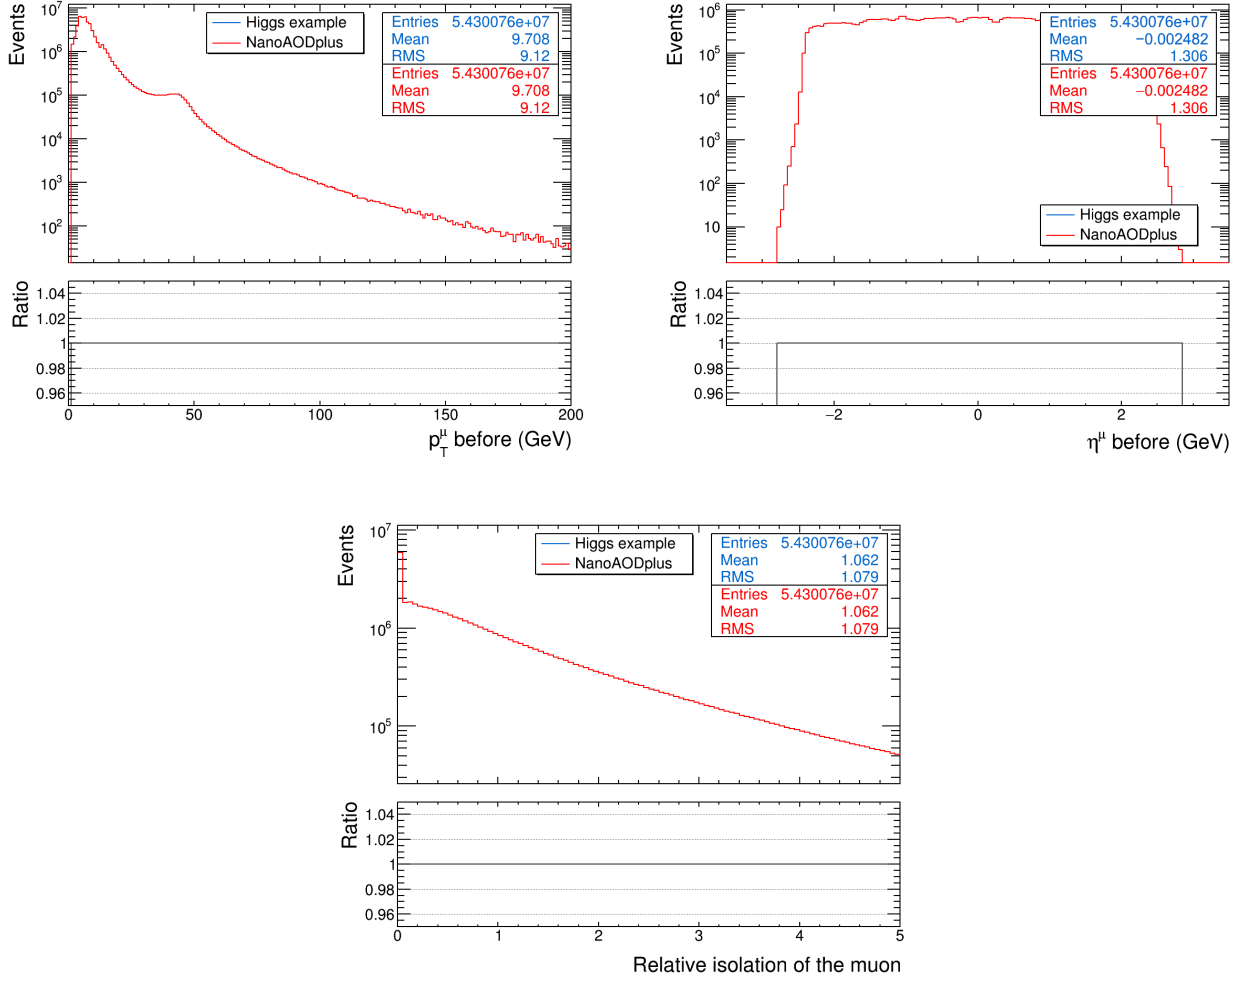 Events
10^7
10^6
10^5
10^4
10^3
10^2
Higgs example
NanoAODplus
Entries 5.430076e+07
Mean 9.708
RMS 9.12
Entries 5.430076e+07
Mean 9.708
RMS 9.12
Ratio
1.04
1.02
1
0.98
0.96
0 50 100 150 200
p_T^μ before (GeV)
Events
10^6
10^5
10^4
10^3
10^2
10
Entries 5.430076e+07
Mean −0.002482
RMS 1.306
Entries 5.430076e+07
Mean −0.002482
RMS 1.306
Higgs example
NanoAODplus
Ratio
1.04
1.02
1
0.98
0.96
−2 0 2
η^μ before (GeV)
Events
10^7
10^6
10^5
Higgs example
NanoAODplus
Entries 5.430076e+07
Mean 1.062
RMS 1.079
Entries 5.430076e+07
Mean 1.062
RMS 1.079
Ratio
1.04
1.02
1
0.98
0.96
0 1 2 3 4 5
Relative isolation of the muon